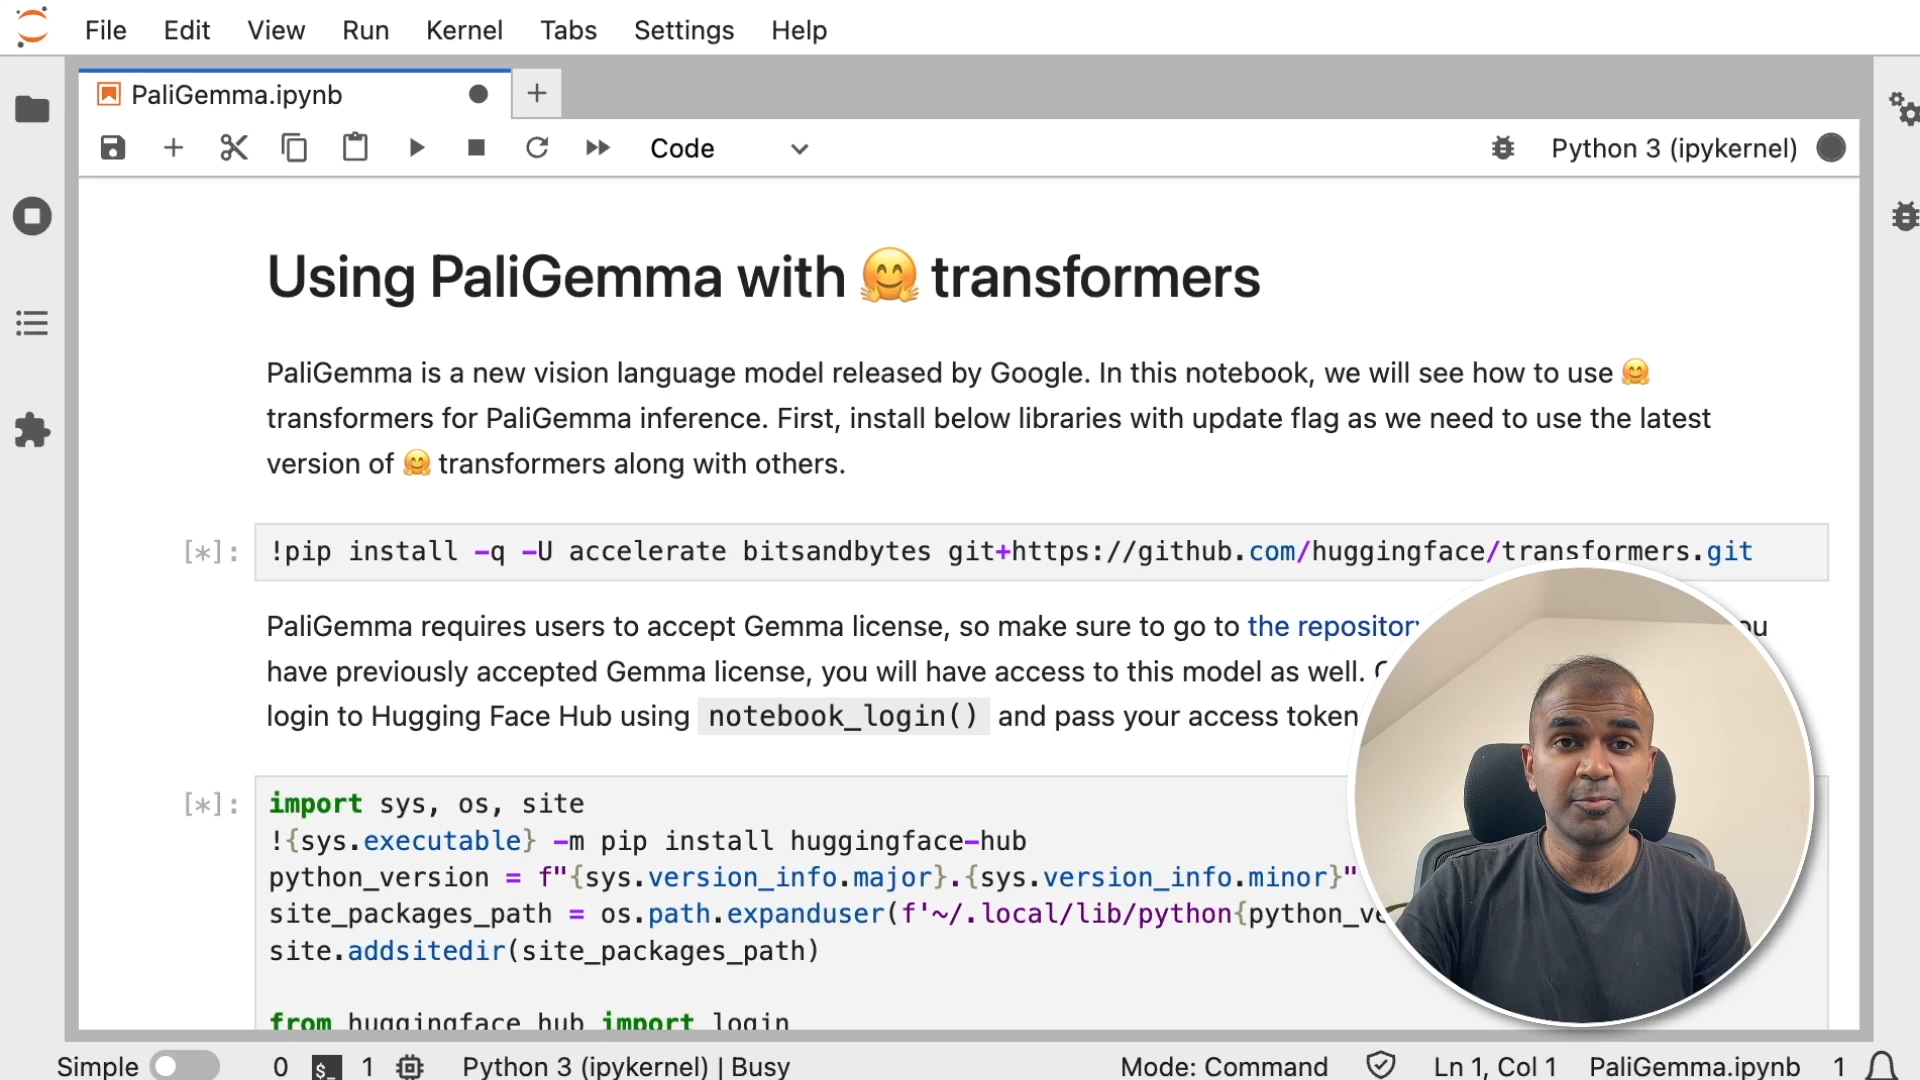 File Edit View Run Kernel Tabs Settings Help
PaliGemma.ipynb
Code
Python 3 (ipykernel)
Using PaliGemma with 🤗 transformers
PaliGemma is a new vision language model released by Google. In this notebook, we will see how to use 🤗
transformers for PaliGemma inference. First, install below libraries with update flag as we need to use the latest
version of 🤗 transformers along with others.
[*]: !pip install -q -U accelerate bitsandbytes git+https://github.com/huggingface/transformers.git
PaliGemma requires users to accept Gemma license, so make sure to go to the repository
have previously accepted Gemma license, you will have access to this model as well.
login to Hugging Face Hub using notebook_login() and pass your access token
[*]: import sys, os, site
!{sys.executable} -m pip install huggingface-hub
python_version = f"{sys.version_info.major}.{sys.version_info.minor}"
site_packages_path = os.path.expanduser(f'~/.local/lib/python{python_ve
site.addsitedir(site_packages_path)
from huggingface_hub import login
Simple 0 $_ 1 Python 3 (ipykernel) | Busy Mode: Command Ln 1, Col 1 PaliGemma.ipynb 1